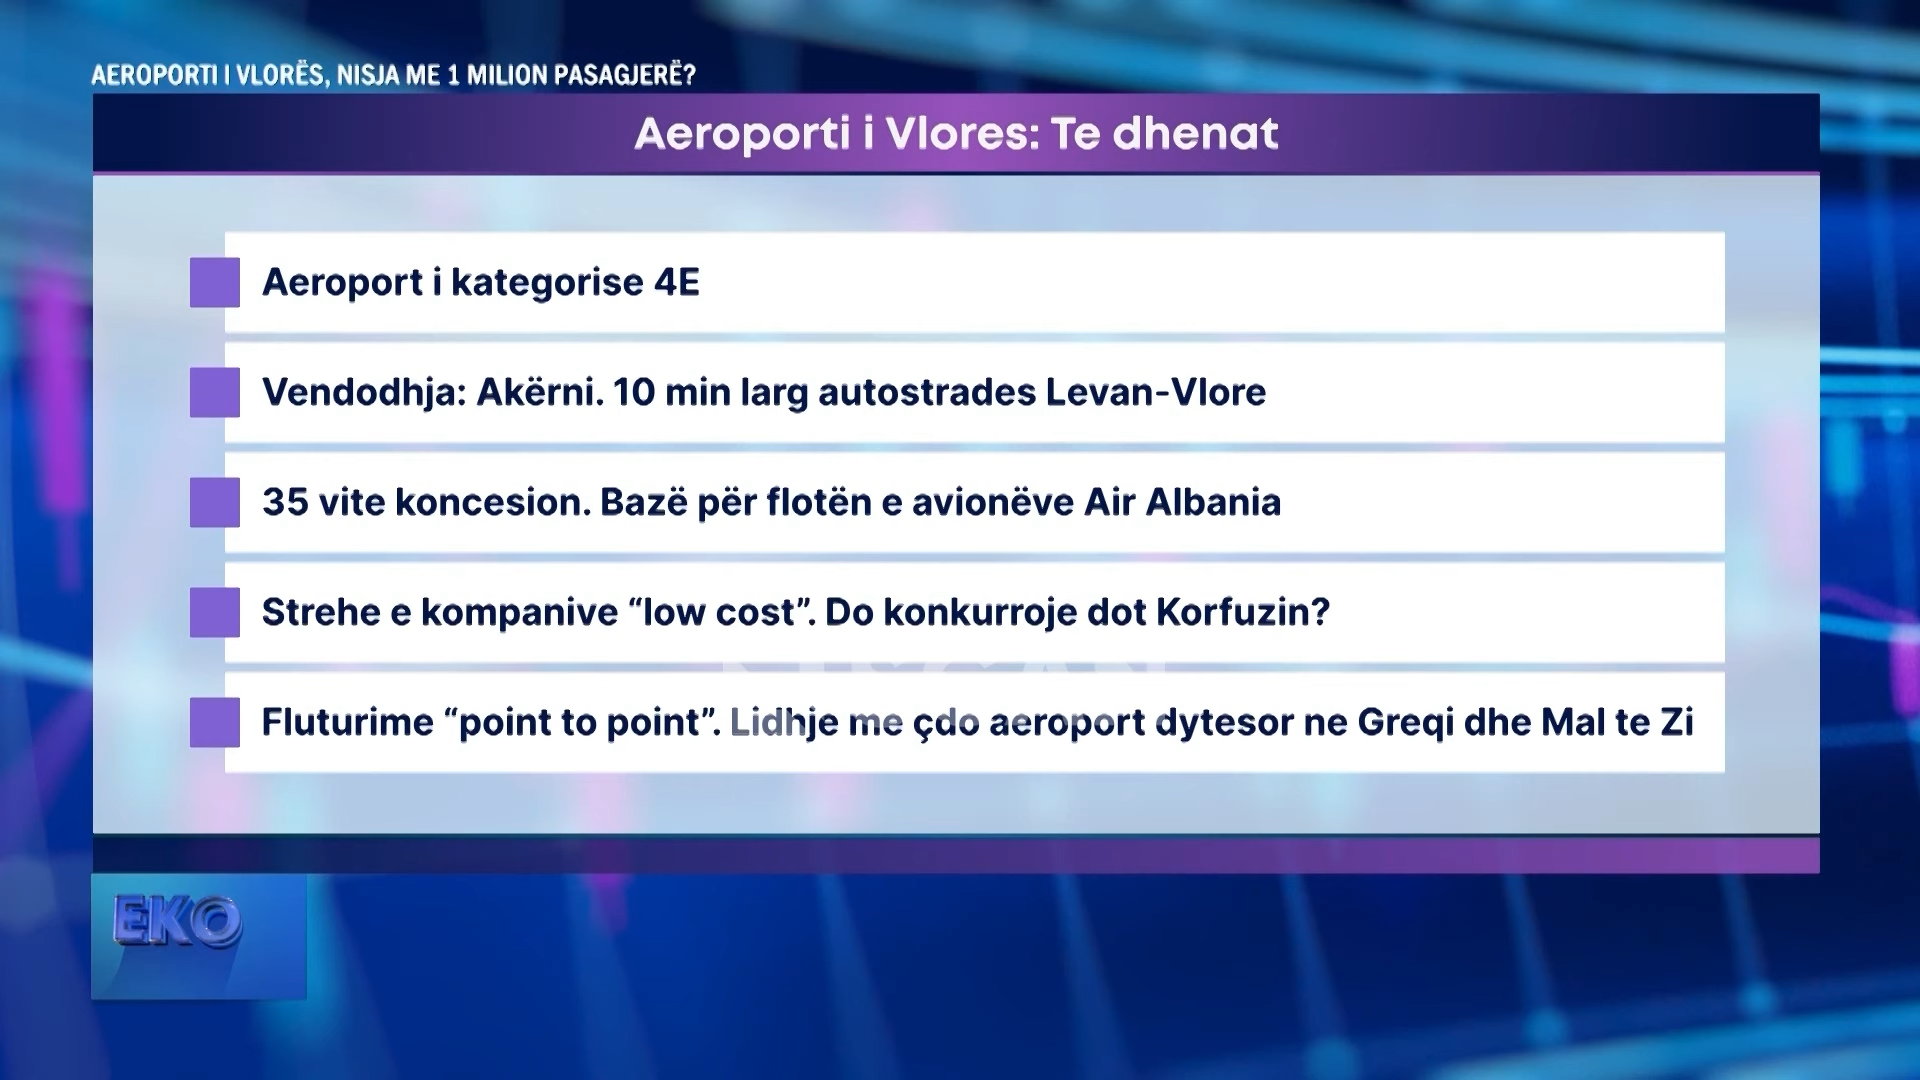 AEROPORTI I VLORËS, NISJA ME 1 MILION PASAGJERË?
Aeroporti i Vlores: Te dhenat
Aeroport i kategorise 4E
Vendodhja: Akërni. 10 min larg autostrades Levan-Vlore
35 vite koncesion. Bazë për flotën e avionëve Air Albania
Strehe e kompanive “low cost”. Do konkurroje dot Korfuzin?
Fluturime “point to point”. Lidhje me çdo aeroport dytesor ne Greqi dhe Mal te Zi
EKO